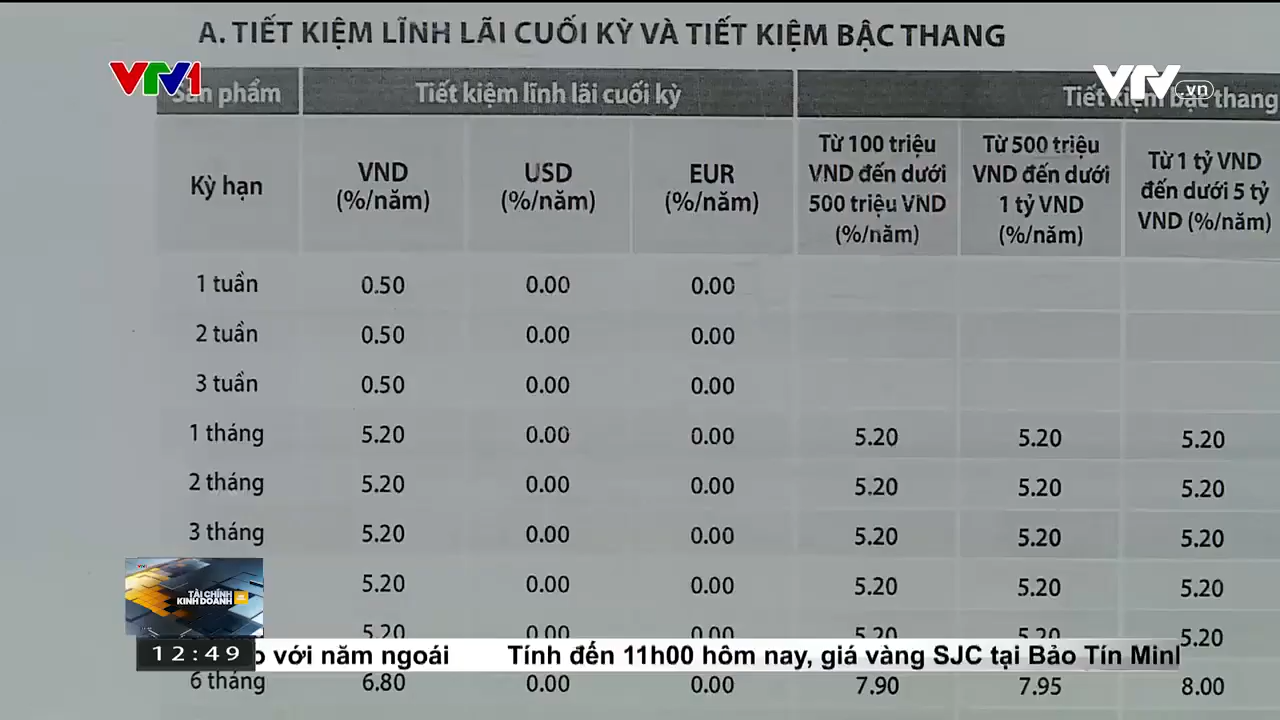 A. TIẾT KIỆM LĨNH LÃI CUỐI KỲ VÀ TIẾT KIỆM BẬC THANG
VTV1
VTV.vn
Sản phẩm Tiết kiệm lĩnh lãi cuối kỳ Tiết kiệm bậc thang
Kỳ hạn VND (%/năm) USD (%/năm) EUR (%/năm) Từ 100 triệu VND đến dưới 500 triệu VND (%/năm) Từ 500 triệu VND đến dưới 1 tỷ VND (%/năm) Từ 1 tỷ VND đến dưới 5 tỷ VND (%/năm)
1 tuần 0.50 0.00 0.00
2 tuần 0.50 0.00 0.00
3 tuần 0.50 0.00 0.00
1 tháng 5.20 0.00 0.00 5.20 5.20 5.20
2 tháng 5.20 0.00 0.00 5.20 5.20 5.20
3 tháng 5.20 0.00 0.00 5.20 5.20 5.20
5.20 0.00 0.00 5.20 5.20 5.20
5.20 0.00 0.00 5.20 5.20 5.20
TÀI CHÍNH
KINH DOANH
12:49 với năm ngoái Tính đến 11h00 hôm nay, giá vàng SJC tại Bảo Tín
6 tháng 6.80 0.00 0.00 7.90 7.95 8.00